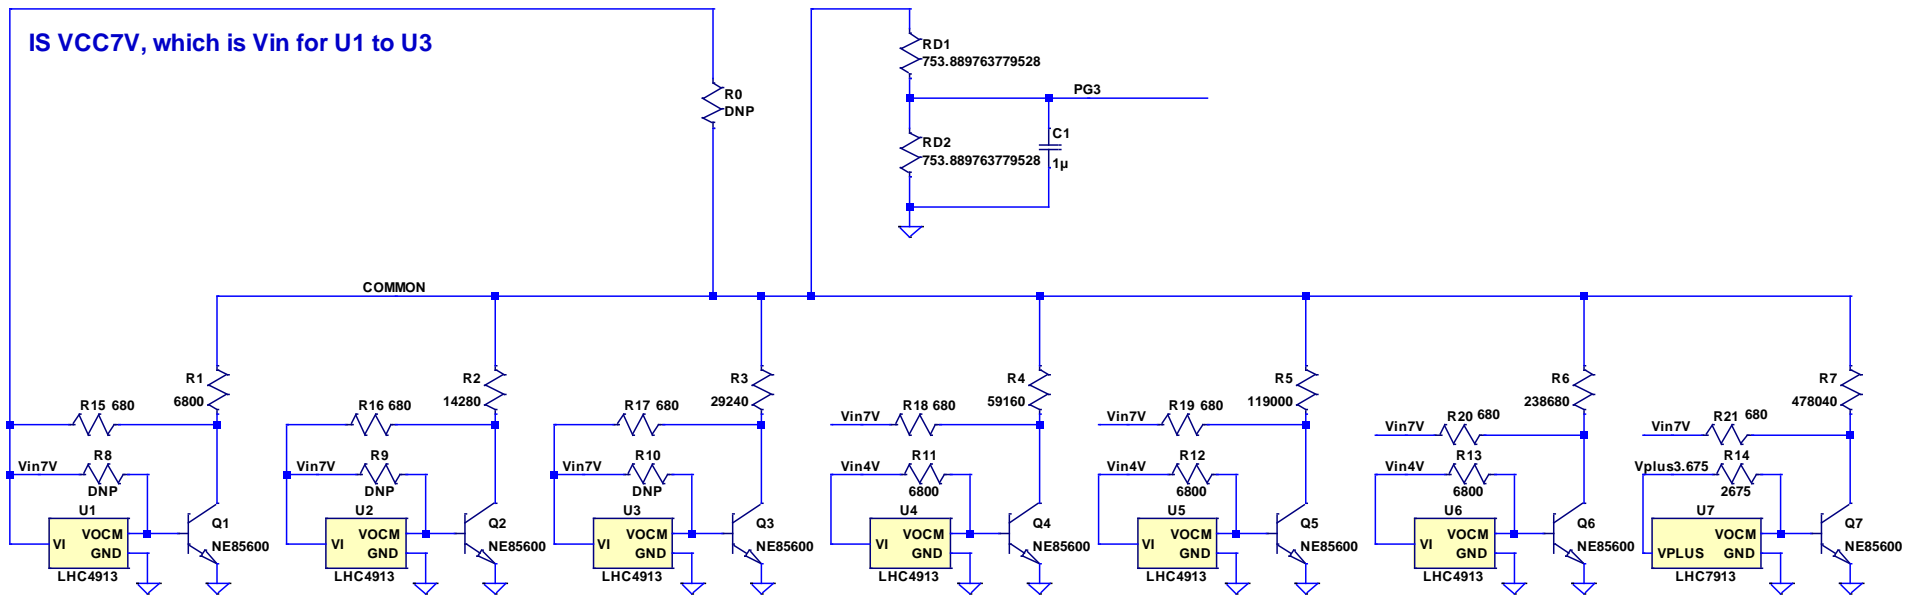 IS VCC7V, which is Vin for U1 to U3
R0
DNP
RD1
753.889763779528
PG3
RD2
753.889763779528
C1
1µ
COMMON
R1
6800
R2
14280
R3
29240
R4
59160
R5
119000
R6
238680
R7
478040
R15 680
R16 680
R17 680
Vin7V
R18 680
Vin7V
R19 680
Vin7V
R20 680
Vin7V
R21 680
Vin7V
R8
DNP
Vin7V
R9
DNP
Vin7V
R10
DNP
Vin4V
R11
6800
Vin4V
R12
6800
Vin4V
R13
6800
Vplus3.675
R14
2675
U1
VOCM
VI
GND
LHC4913
Q1
NE85600
U2
VOCM
VI
GND
LHC4913
Q2
NE85600
U3
VOCM
VI
GND
LHC4913
Q3
NE85600
U4
VOCM
VI
GND
LHC4913
Q4
NE85600
U5
VOCM
VI
GND
LHC4913
Q5
NE85600
U6
VOCM
VI
GND
LHC4913
Q6
NE85600
U7
VOCM
GND
VPLUS
LHC7913
Q7
NE85600